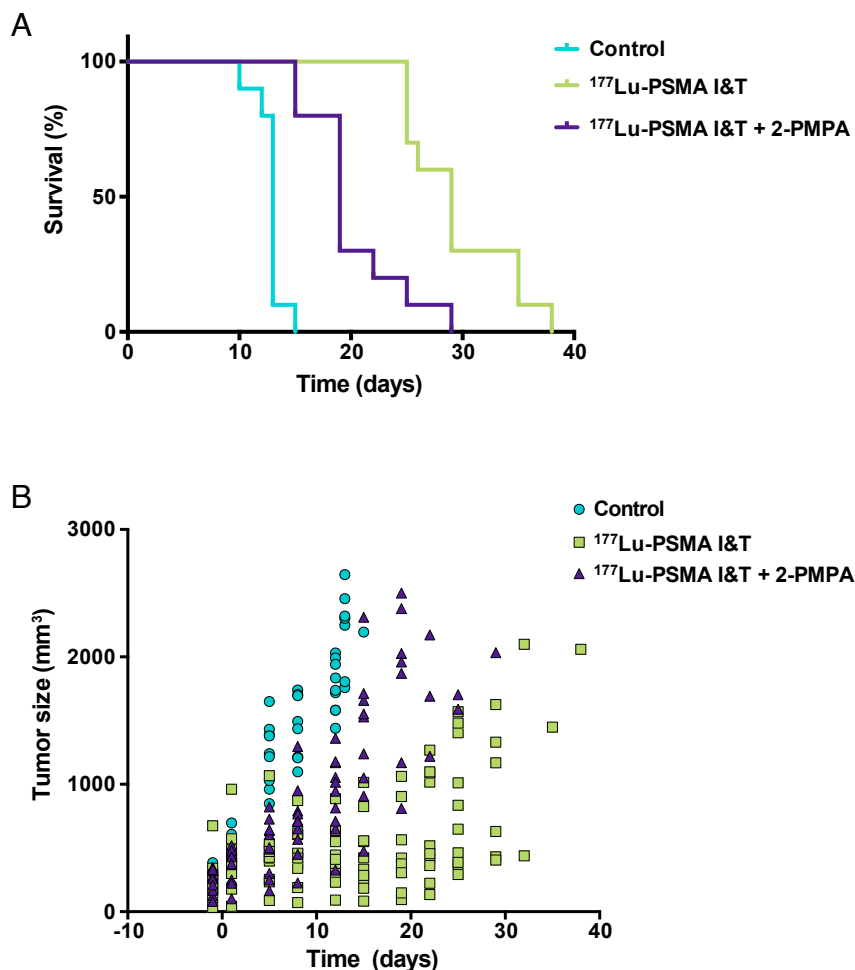 A
Control
¹⁷⁷Lu-PSMA I&T
¹⁷⁷Lu-PSMA I&T + 2-PMPA
Survival (%)
100
50
0
0 10 20 30 40
Time (days)
B
Control
¹⁷⁷Lu-PSMA I&T
¹⁷⁷Lu-PSMA I&T + 2-PMPA
Tumor size (mm³)
3000
2000
1000
0
-10 0 10 20 30 40
Time (days)